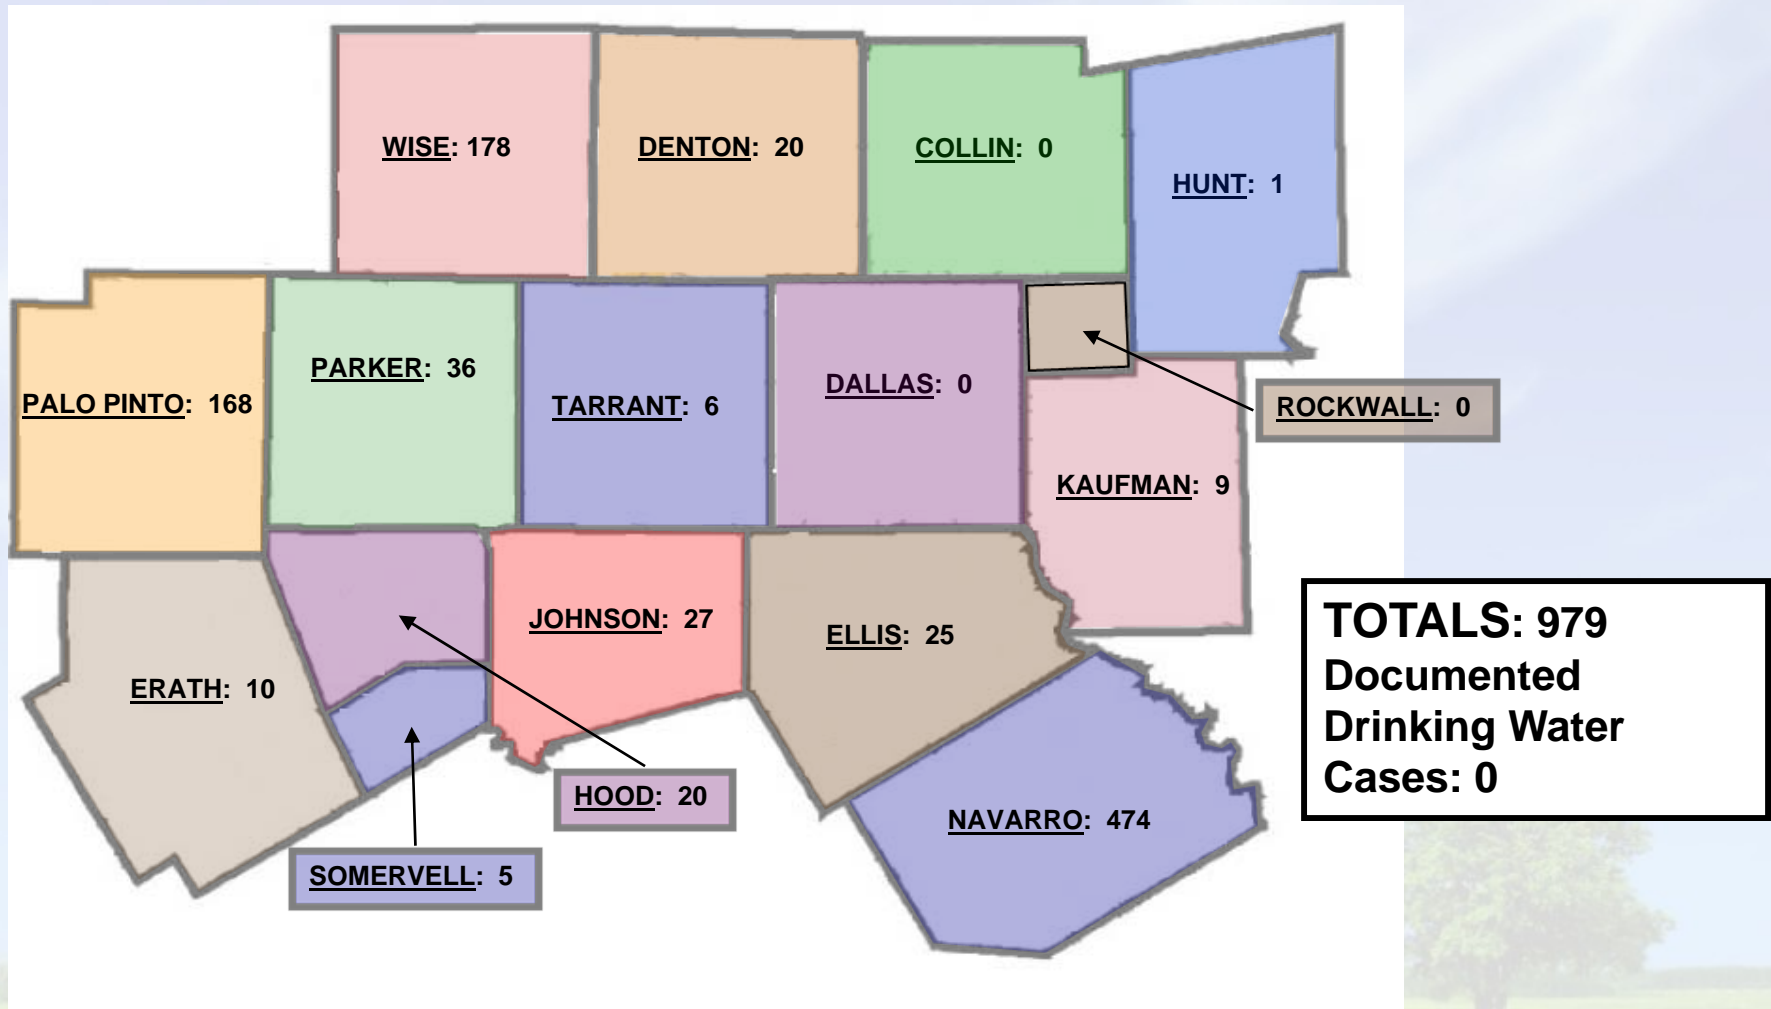 WISE: 178
DENTON: 20
COLLIN: 0
HUNT: 1
PALO PINTO: 168
PARKER: 36
TARRANT: 6
DALLAS: 0
ROCKWALL: 0
KAUFMAN: 9
ERATH: 10
JOHNSON: 27
ELLIS: 25
HOOD: 20
SOMERVELL: 5
NAVARRO: 474
TOTALS: 979
Documented
Drinking Water
Cases: 0